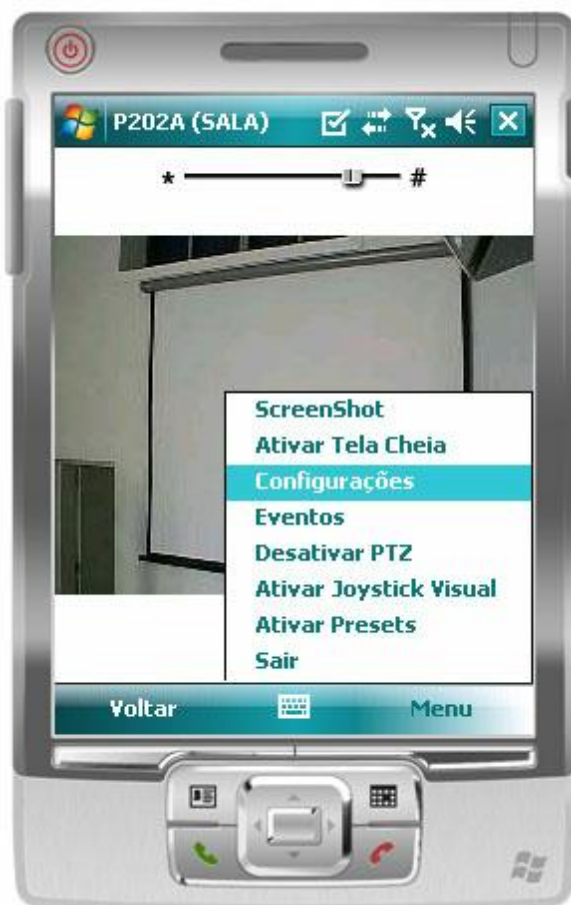 P202A (SALA)
* #
ScreenShot
Ativar Tela Cheia
Configurações
Eventos
Desativar PTZ
Ativar Joystick Visual
Ativar Presets
Sair
Voltar Menu